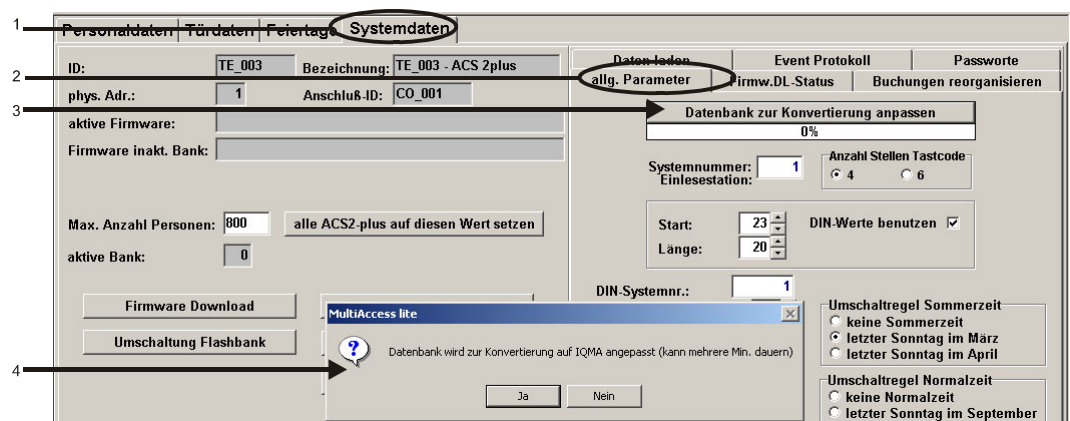 1
2
3
4
Personaldaten Türdaten Feiertage Systemdaten
ID: TE_003 Bezeichnung: TE_003 - ACS 2plus
phys. Adr.: 1 Anschluß-ID: CO_001
aktive Firmware:
Firmware inakt. Bank:
Max. Anzahl Personen: 800 alle ACS2-plus auf diesen Wert setzen
aktive Bank: 0
Firmware Download
Umschaltung Flashbank
Daten laden Event Protokoll Passworte
allg. Parameter Firmw.DL-Status Buchungen reorganisieren
Datenbank zur Konvertierung anpassen
0%
Systemnummer: 1
Einlesestation:
Anzahl Stellen Tastcode
4 6
Start: 23 DIN-Werte benutzen
Länge: 20
DIN-Systemnr.: 1
Umschaltregel Sommerzeit
keine Sommerzeit
letzter Sonntag im März
letzter Sonntag im April
Umschaltregel Normalzeit
keine Normalzeit
letzter Sonntag im September
MultiAccess lite
Datenbank wird zur Konvertierung auf IQMA angepasst (kann mehrere Min. dauern)
Ja Nein